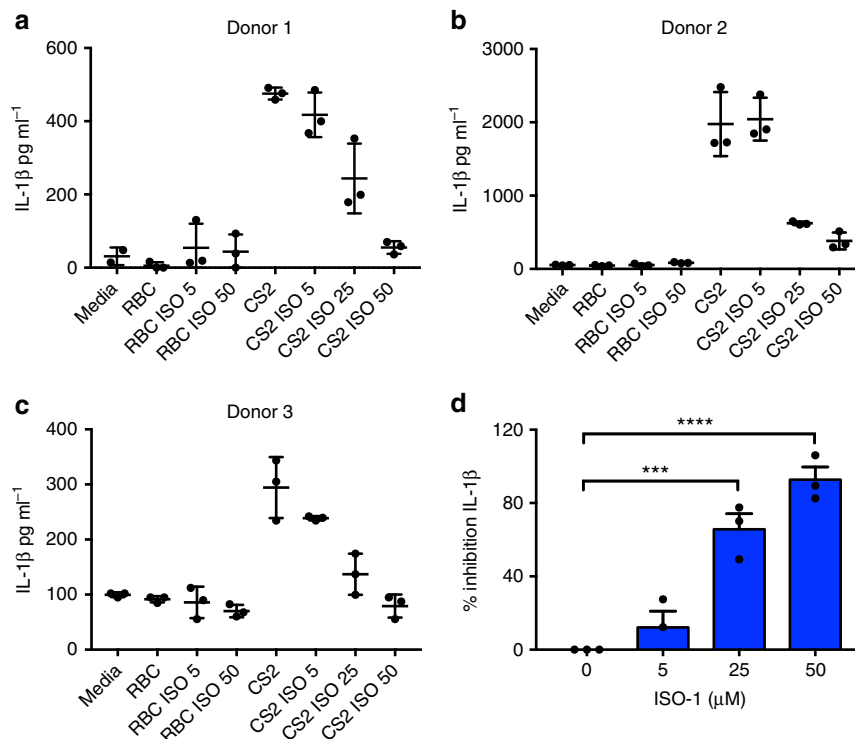 a
Donor 1
IL-1β pg ml⁻¹
600
400
200
0
Media
RBC
RBC ISO 5
RBC ISO 50
CS2
CS2 ISO 5
CS2 ISO 25
CS2 ISO 50
b
Donor 2
IL-1β pg ml⁻¹
3000
2000
1000
0
Media
RBC
RBC ISO 5
RBC ISO 50
CS2
CS2 ISO 5
CS2 ISO 25
CS2 ISO 50
c
Donor 3
IL-1β pg ml⁻¹
400
300
200
100
0
Media
RBC
RBC ISO 5
RBC ISO 50
CS2
CS2 ISO 5
CS2 ISO 25
CS2 ISO 50
d
% inhibition IL-1β
120
80
40
0
****
***
0 5 25 50
ISO-1 (μM)